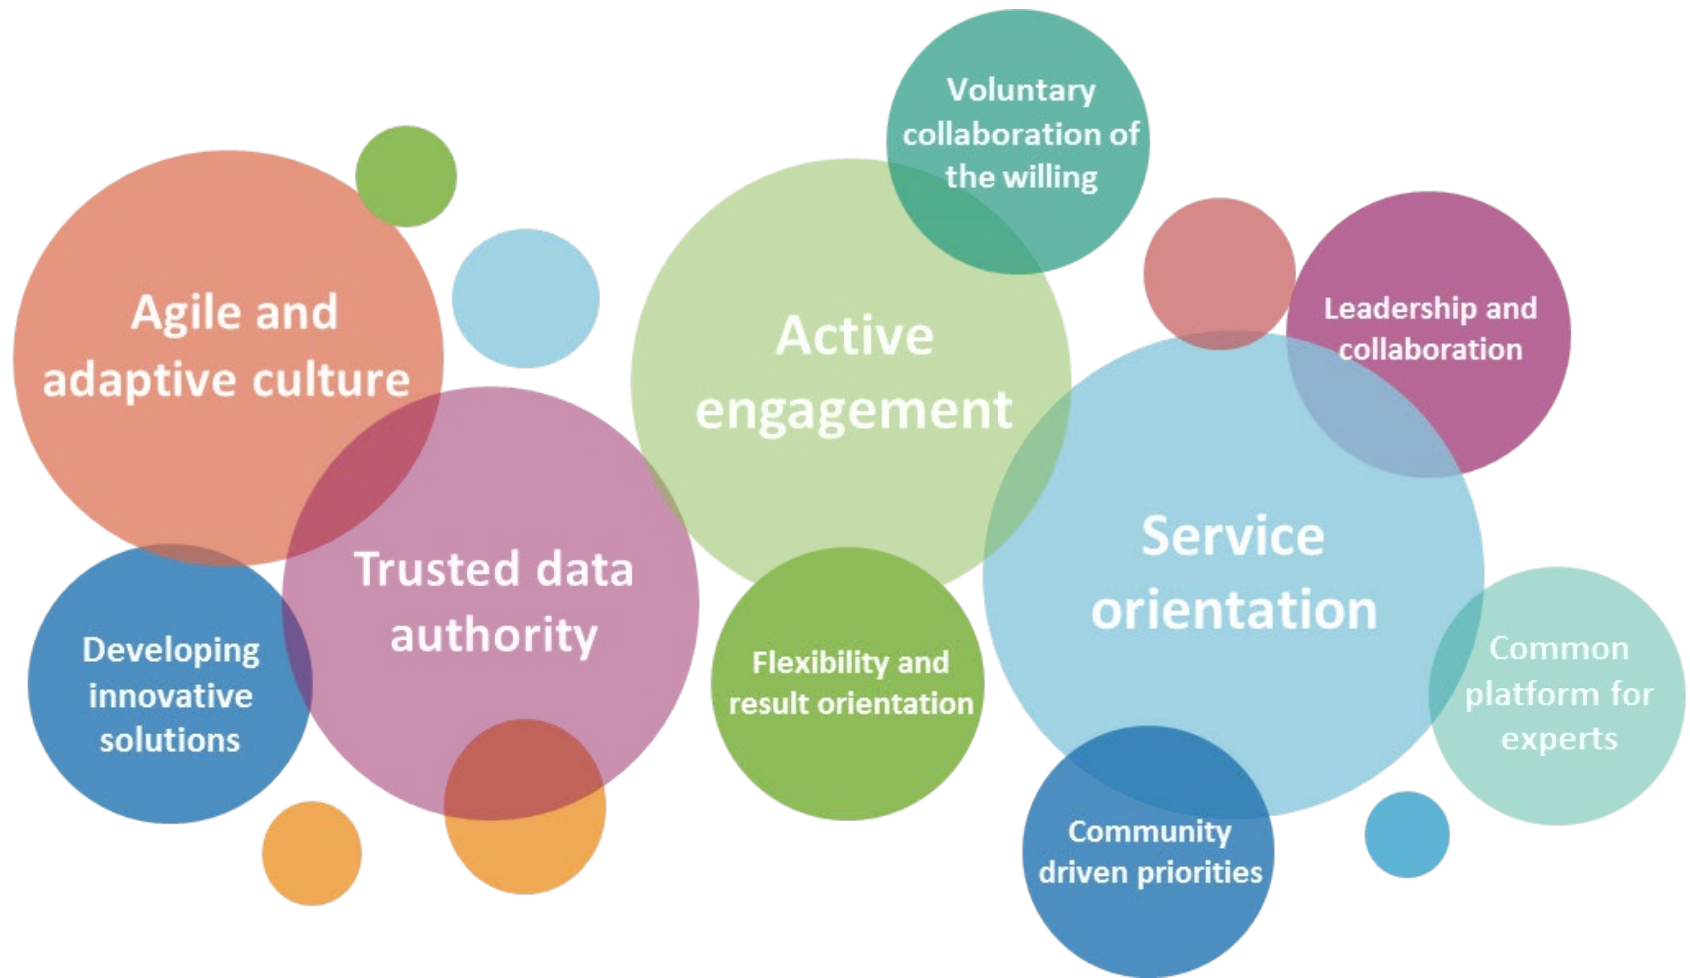 Voluntary
collaboration of
the willing
Agile and
adaptive culture
Active
engagement
Leadership and
collaboration
Trusted data
authority
Service
orientation
Developing
innovative
solutions
Flexibility and
result orientation
Common
platform for
experts
Community
driven priorities